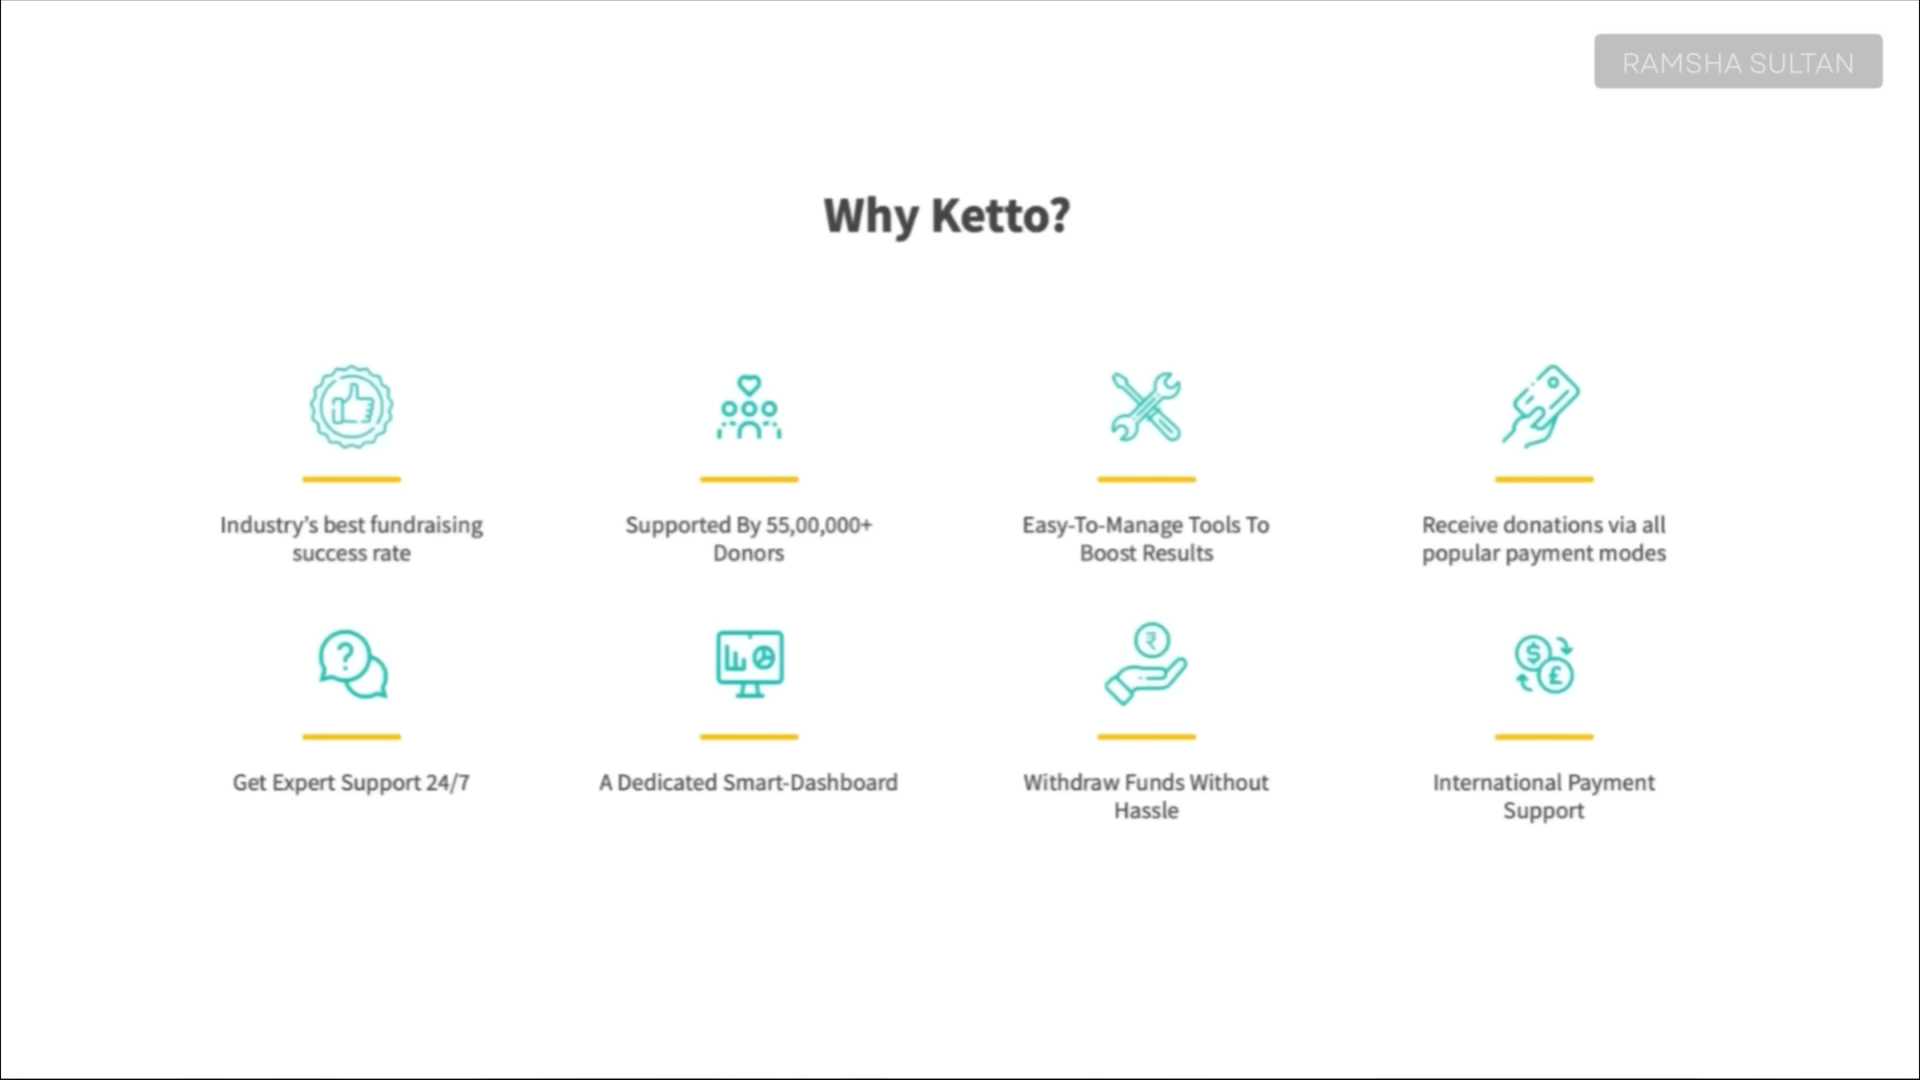 RAMSHA SULTAN
Why Ketto?
Industry's best fundraising
success rate
Supported By 55,00,000+
Donors
Easy-To-Manage Tools To
Boost Results
Receive donations via all
popular payment modes
?
₹
$
£
Get Expert Support 24/7
A Dedicated Smart-Dashboard
Withdraw Funds Without
Hassle
International Payment
Support